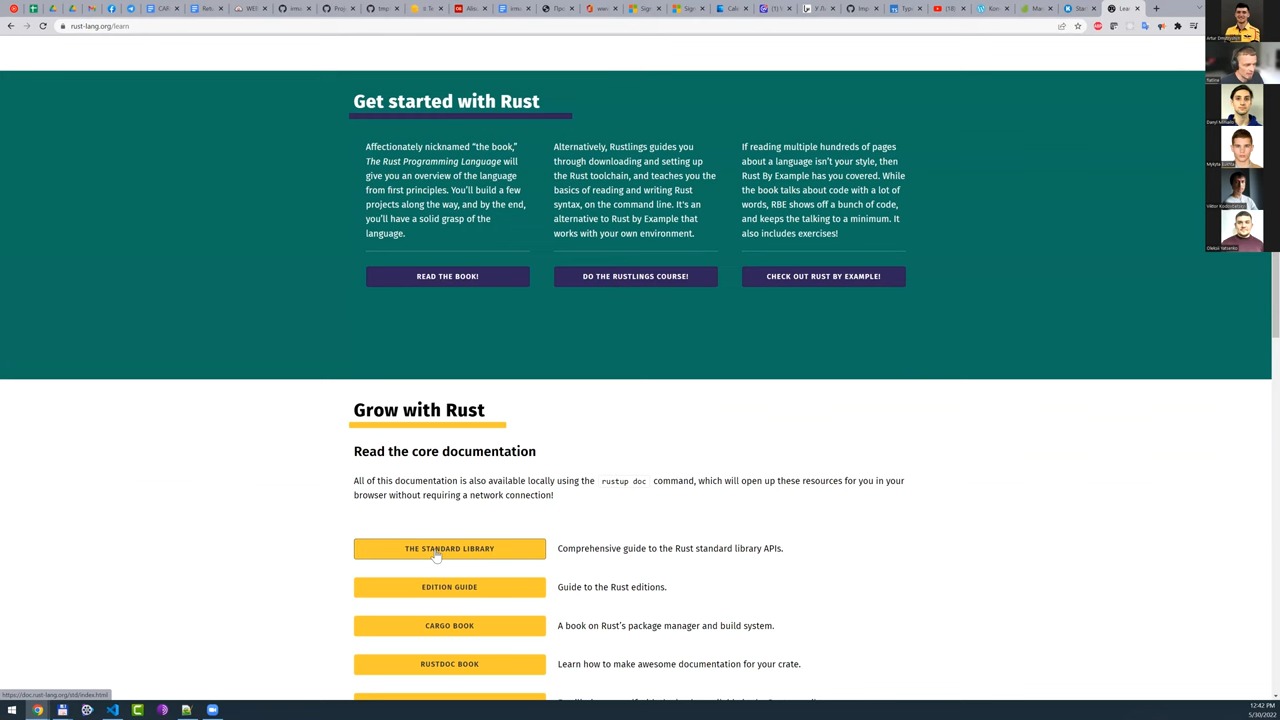 rust-lang.org/learn
Get started with Rust
Affectionately nicknamed “the book,”
The Rust Programming Language will
give you an overview of the language
from first principles. You’ll build a few
projects along the way, and by the end,
you’ll have a solid grasp of the
language.
READ THE BOOK!
Alternatively, Rustlings guides you
through downloading and setting up
the Rust toolchain, and teaches you the
basics of reading and writing Rust
syntax, on the command line. It's an
alternative to Rust by Example that
works with your own environment.
DO THE RUSTLINGS COURSE!
If reading multiple hundreds of pages
about a language isn’t your style, then
Rust By Example has you covered. While
the book talks about code with a lot of
words, RBE shows off a bunch of code,
and keeps the talking to a minimum. It
also includes exercises!
CHECK OUT RUST BY EXAMPLE!
Grow with Rust
Read the core documentation
All of this documentation is also available locally using the rustup doc command, which will open up these resources for you in your
browser without requiring a network connection!
THE STANDARD LIBRARY Comprehensive guide to the Rust standard library APIs.
EDITION GUIDE Guide to the Rust editions.
CARGO BOOK A book on Rust’s package manager and build system.
RUSTDOC BOOK Learn how to make awesome documentation for your crate.
https://doc.rust-lang.org/std/index.html
12:42 PM
5/30/2022